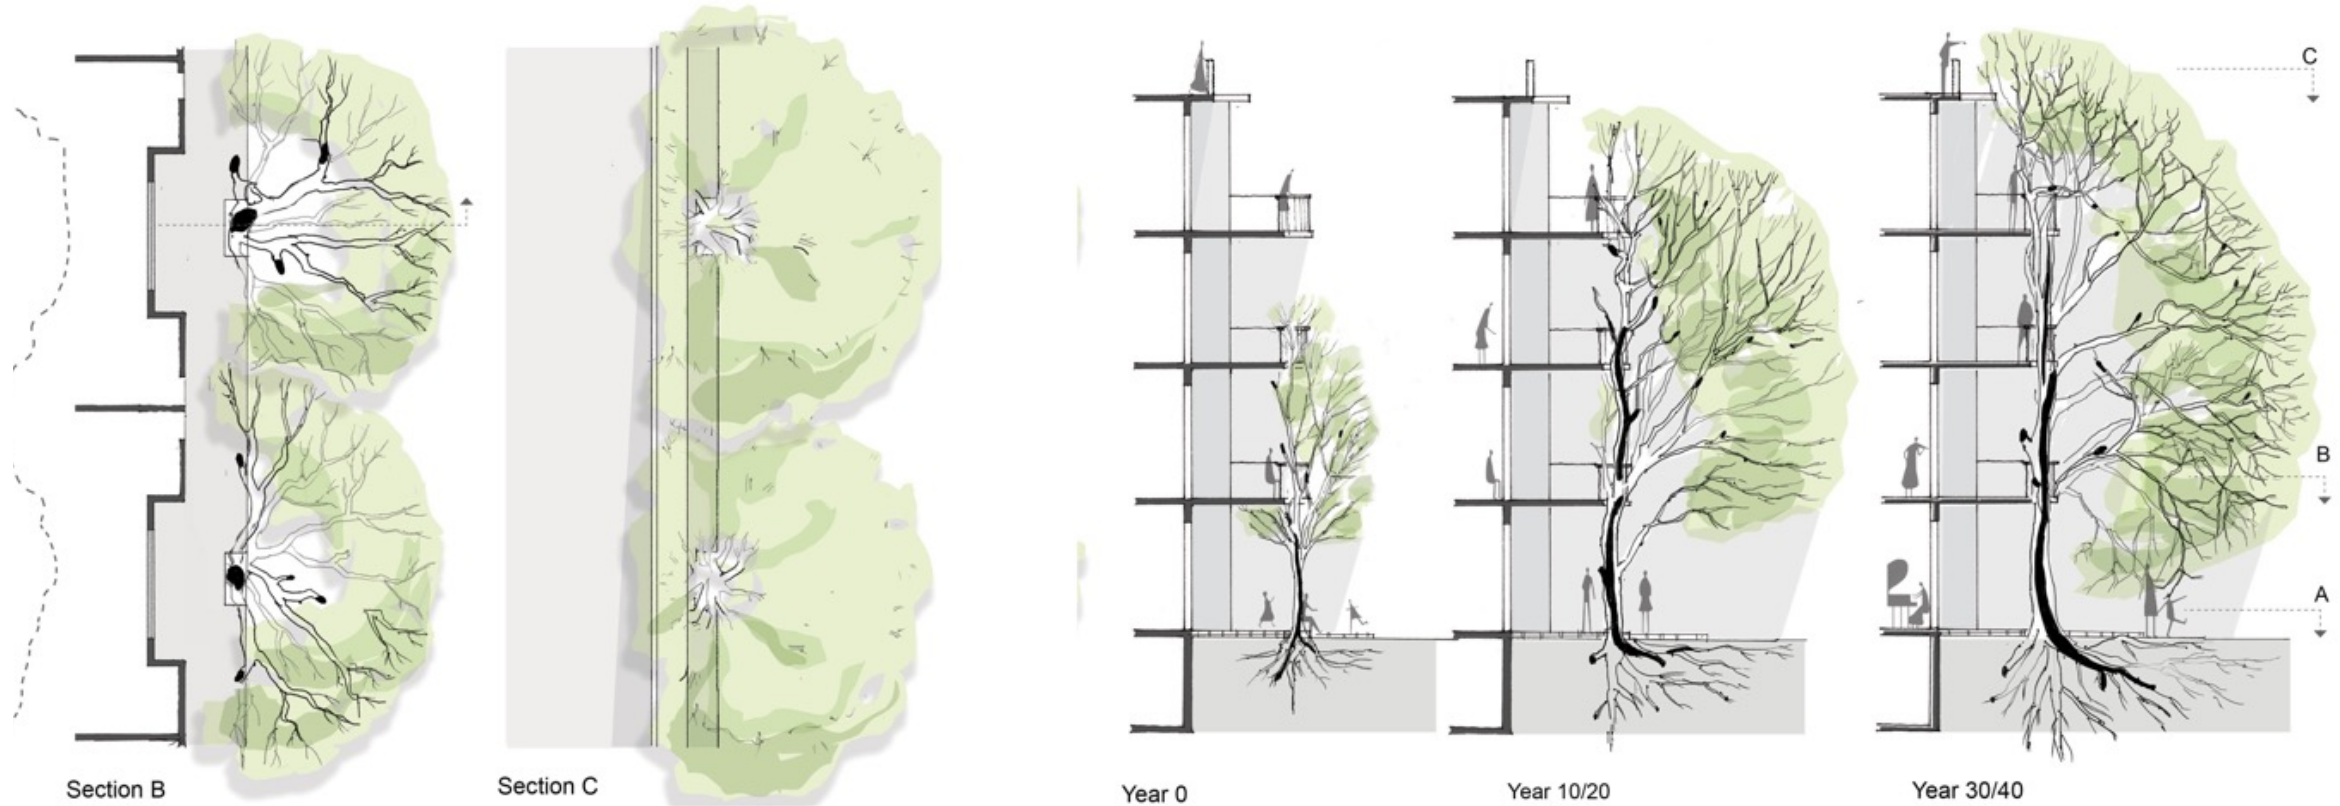 C
B
A
Section B
Section C
Year 0
Year 10/20
Year 30/40